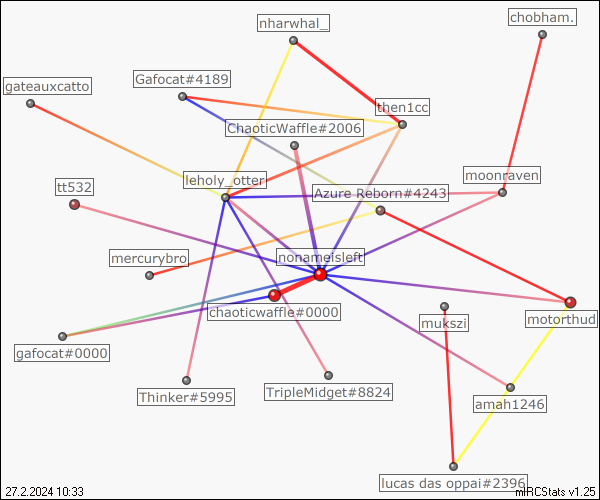 chobham.
nharwhal_
Gafocat#4189
gateauxcatto
then1cc
ChaoticWaffle#2006
moonraven
leholy_otter
tt532
Azure Reborn#4243
mercurybro
nonameisleft
chaoticwaffle#0000
motorthud
mukszi
gafocat#0000
TripleMidget#8824
Thinker#5995
amah1246
lucas das oppai#2396
27.2.2024 10:33
mIRCStats v1.25